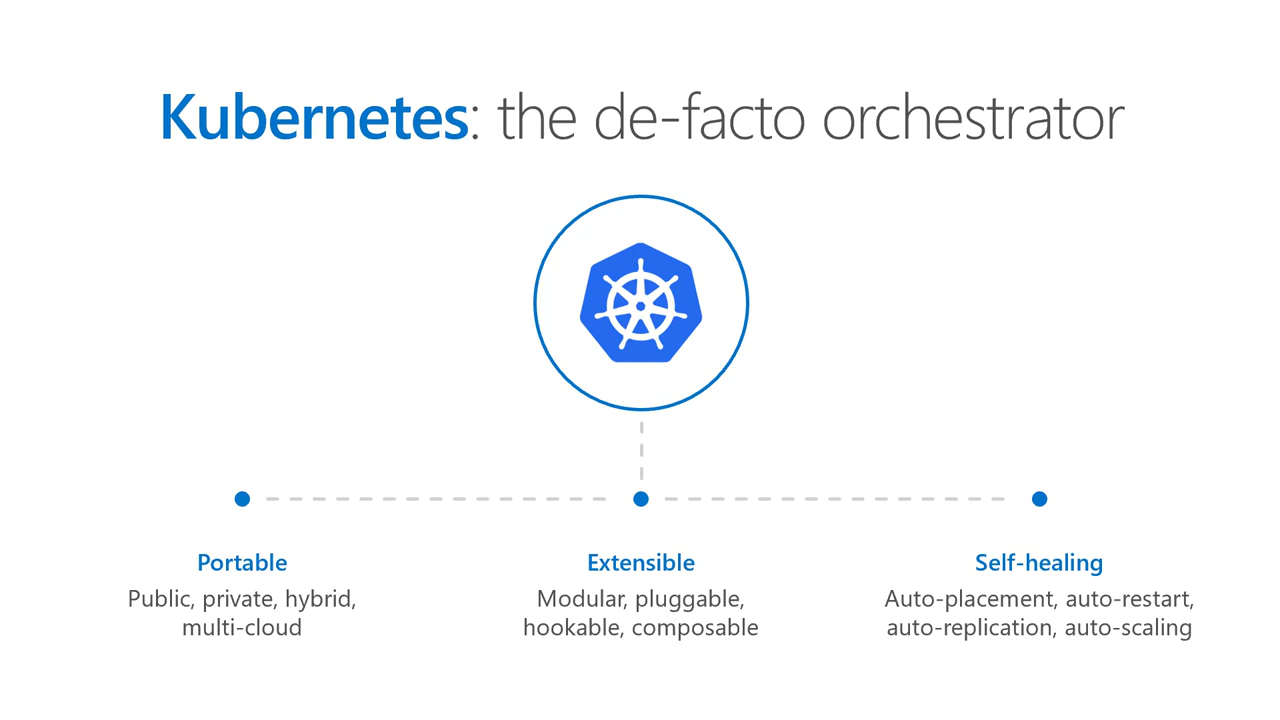 Kubernetes: the de-facto orchestrator
Portable
Public, private, hybrid,
multi-cloud
Extensible
Modular, pluggable,
hookable, composable
Self-healing
Auto-placement, auto-restart,
auto-replication, auto-scaling